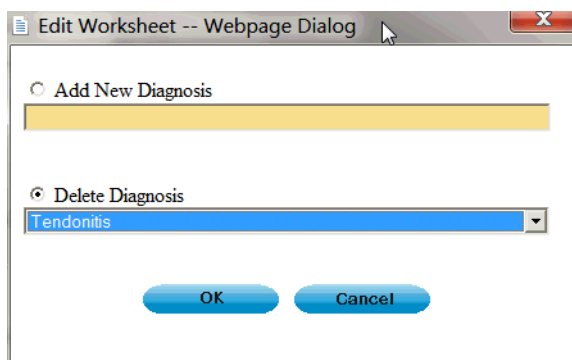 Edit Worksheet -- Webpage Dialog
X
Add New Diagnosis
Delete Diagnosis
Tendonitis
OK Cancel